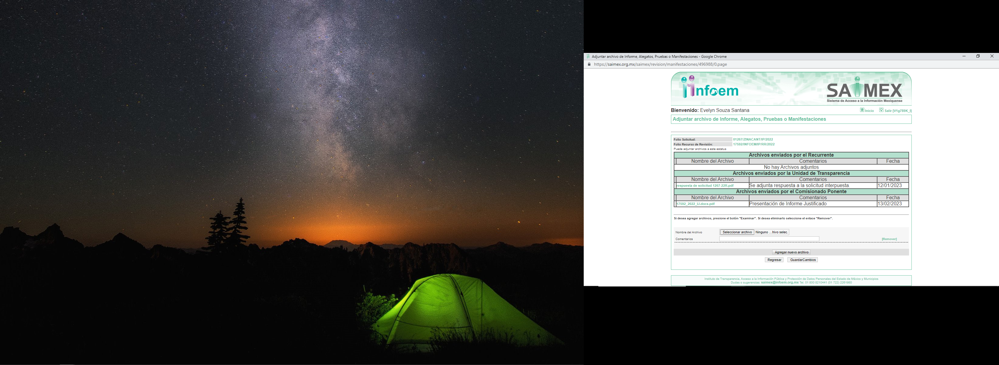 Adjuntar archivo de Informe, Alegatos, Pruebas o Manifestaciones - Google Chrome
https://saimex.org.mx/saimex/revision/manifestaciones/496988/0.page
infoem
SAIMEX
Sistema de Acceso a la Información Mexiquense
Bienvenido: Evelyn Souza Santana
Inicio Salir [V1g789K_I]
Adjuntar archivo de Informe, Alegatos, Pruebas o Manifestaciones
Folio Solicitud: 01267/ZINACANT/IP/2022
Folio Recurso de Revisión: 17592/INFOEM/IP/RR/2022
Puede adjuntar archivos a este estatus
Archivos enviados por el Recurrente
Nombre del Archivo Comentarios Fecha
No hay Archivos adjuntos
Archivos enviados por la Unidad de Transparencia
Nombre del Archivo Comentarios Fecha
respuesta de solicitud 1267-22R.pdf Se adjunta respuesta a la solicitud interpuesta. 12/01/2023
Archivos enviados por el Comisionado Ponente
Nombre del Archivo Comentarios Fecha
17592_2022_IJ.docx.pdf Presentación de Informe Justificado 13/02/2023
Si desea agregar archivos, presione el botón "Examinar". Si desea eliminarlo seleccione el enlace "Remover".
Nombre del Archivo Seleccionar archivo Ninguno ...hivo selec.
Comentarios [Remover]
Agregar nuevo archivo
Regresar GuardarCambios
Instituto de Transparencia, Acceso a la Información Pública y Protección de Datos Personales del Estado de México y Municipios
Dudas o sugerencias: saimex@infoem.org.mx Tel. 01 800 8210441 (01 722) 2261980